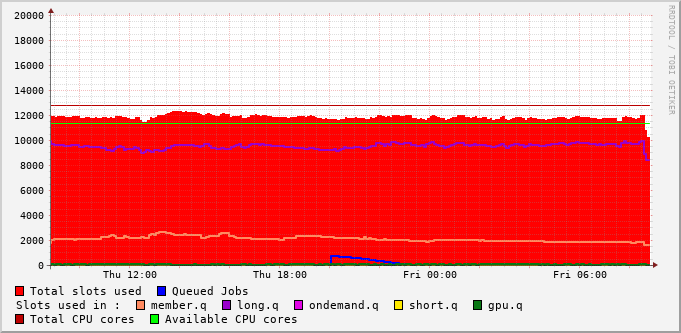 20000
18000
16000
14000
12000
10000
8000
6000
4000
2000
0
Thu 12:00 Thu 18:00 Fri 00:00 Fri 06:00
RRDTOOL / TOBI OETIKER
Total slots used Queued Jobs
Slots used in : member.q long.q ondemand.q short.q gpu.q
Total CPU cores Available CPU cores